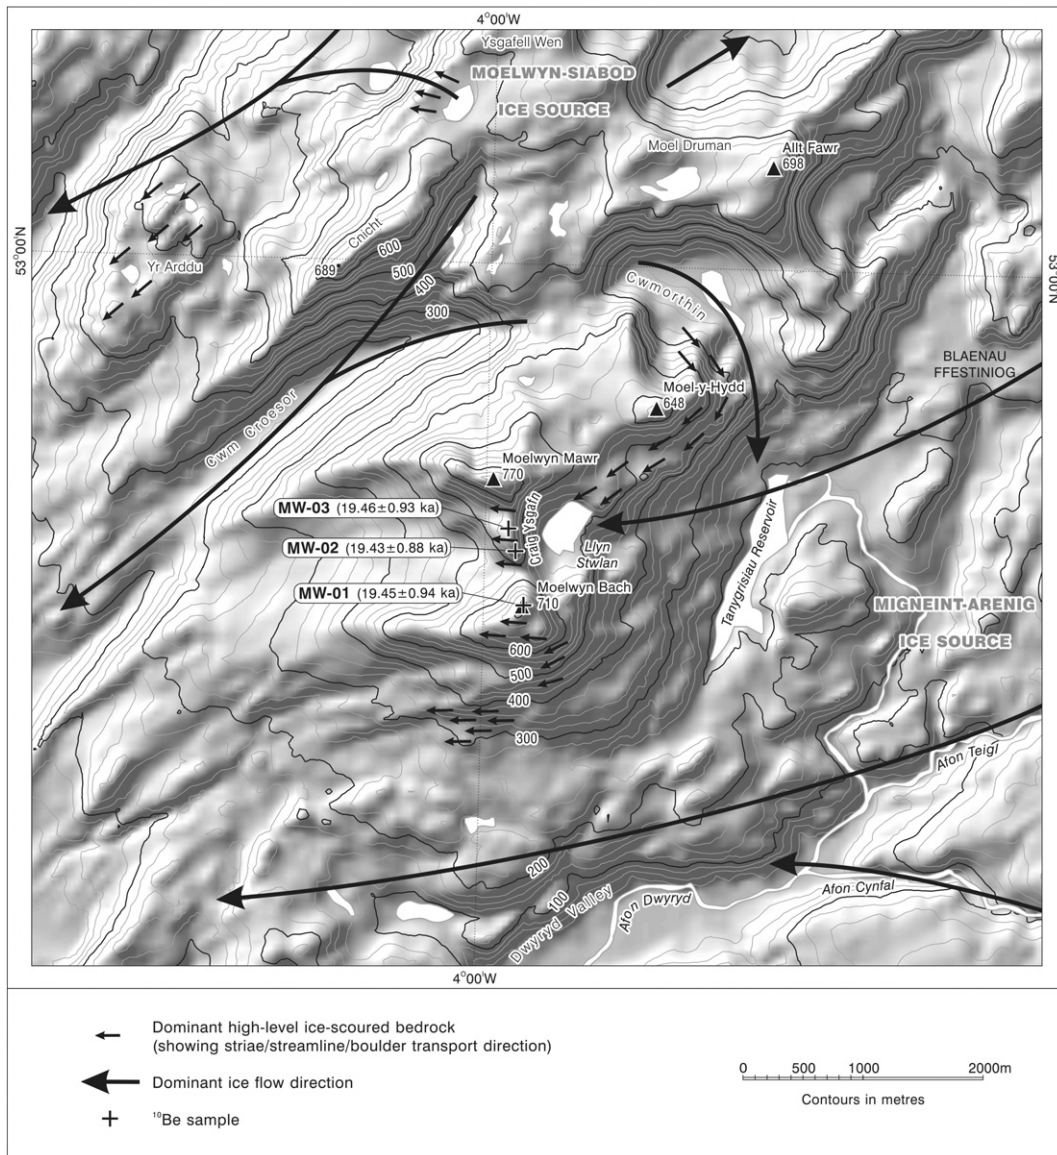 4°00'W
Ysgafell Wen
MOELWYN-SIABOD
ICE SOURCE
Moel Druman
Allt Fawr
698
53°00'N
53°00'N
Cnicht
689
600
500
400
300
Yr Arddu
Cwmorthin
BLAENAU
FFESTINIOG
Moel-y-Hydd
648
Cwm Croesor
Moelwyn Mawr
770
MW-03 (19.46±0.93 ka)
Craig Ysgafn
MW-02 (19.43±0.88 ka)
Llyn
Stwlan
MW-01 (19.45±0.94 ka)
Moelwyn Bach
710
Tanygrisiau Reservoir
MIGNEINT-ARENIG
ICE SOURCE
600
500
400
300
Afon Teigl
200
100
Dwyryd Valley
Afon Dwyryd
Afon Cynfal
4°00'W
Dominant high-level ice-scoured bedrock
(showing striae/streamline/boulder transport direction)
Dominant ice flow direction
¹⁰Be sample
0 500 1000 2000m
Contours in metres